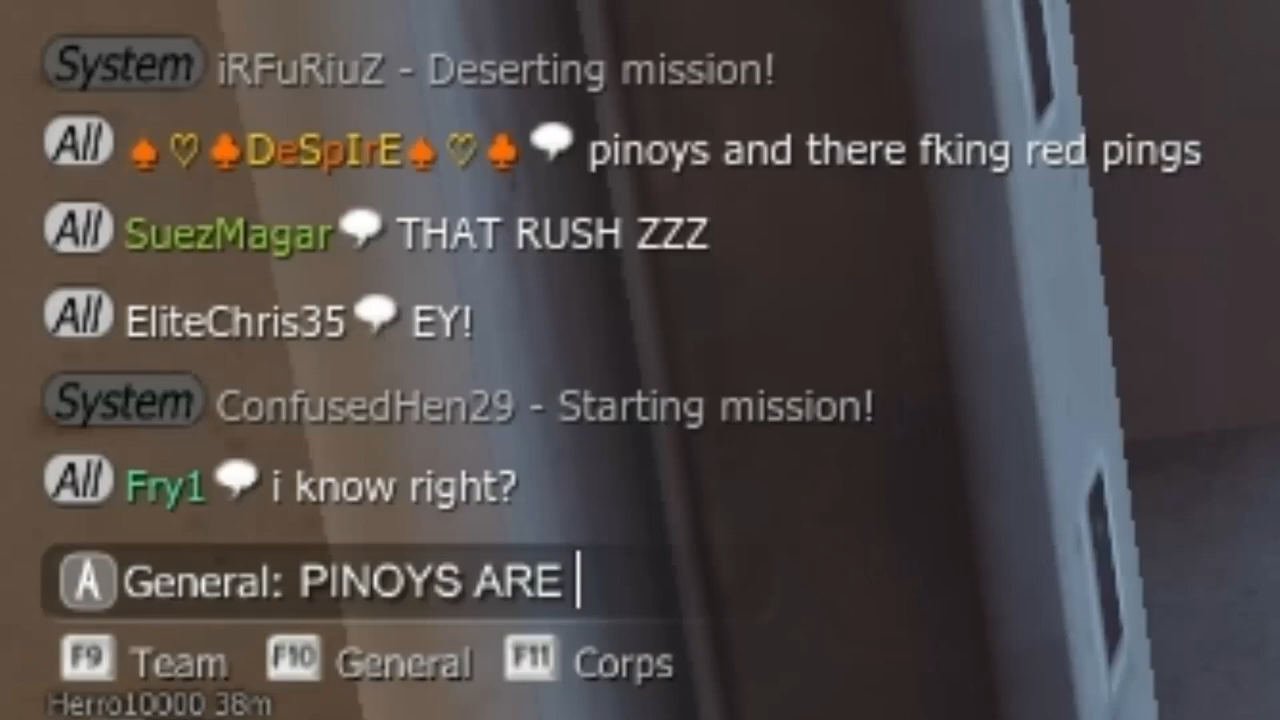 System iRFuRiuZ - Deserting mission!
All ♠♡♣DeSpIrE♠♡♣ pinoys and there fking red pings
All SuezMagar THAT RUSH ZZZ
All EliteChris35 EY!
System ConfusedHen29 - Starting mission!
All Fry1 i know right?
A General: PINOYS ARE
F9 Team F10 General F11 Corps
Herro10000 38m